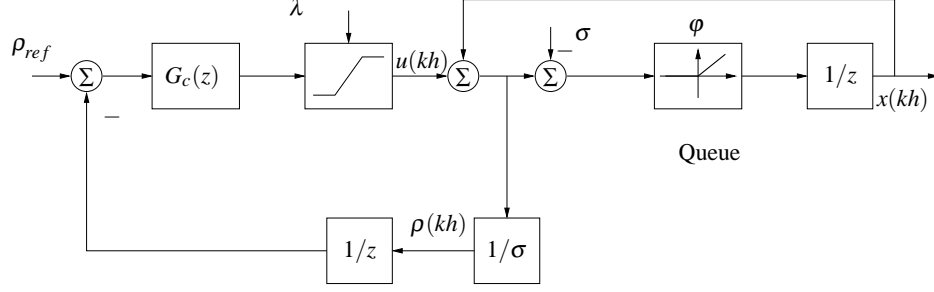 λ
ρ_ref
Σ
G_c(z)
u(kh)
Σ
− σ
Σ
φ
1/z
x(kh)
−
Queue
ρ(kh)
1/z
1/σ